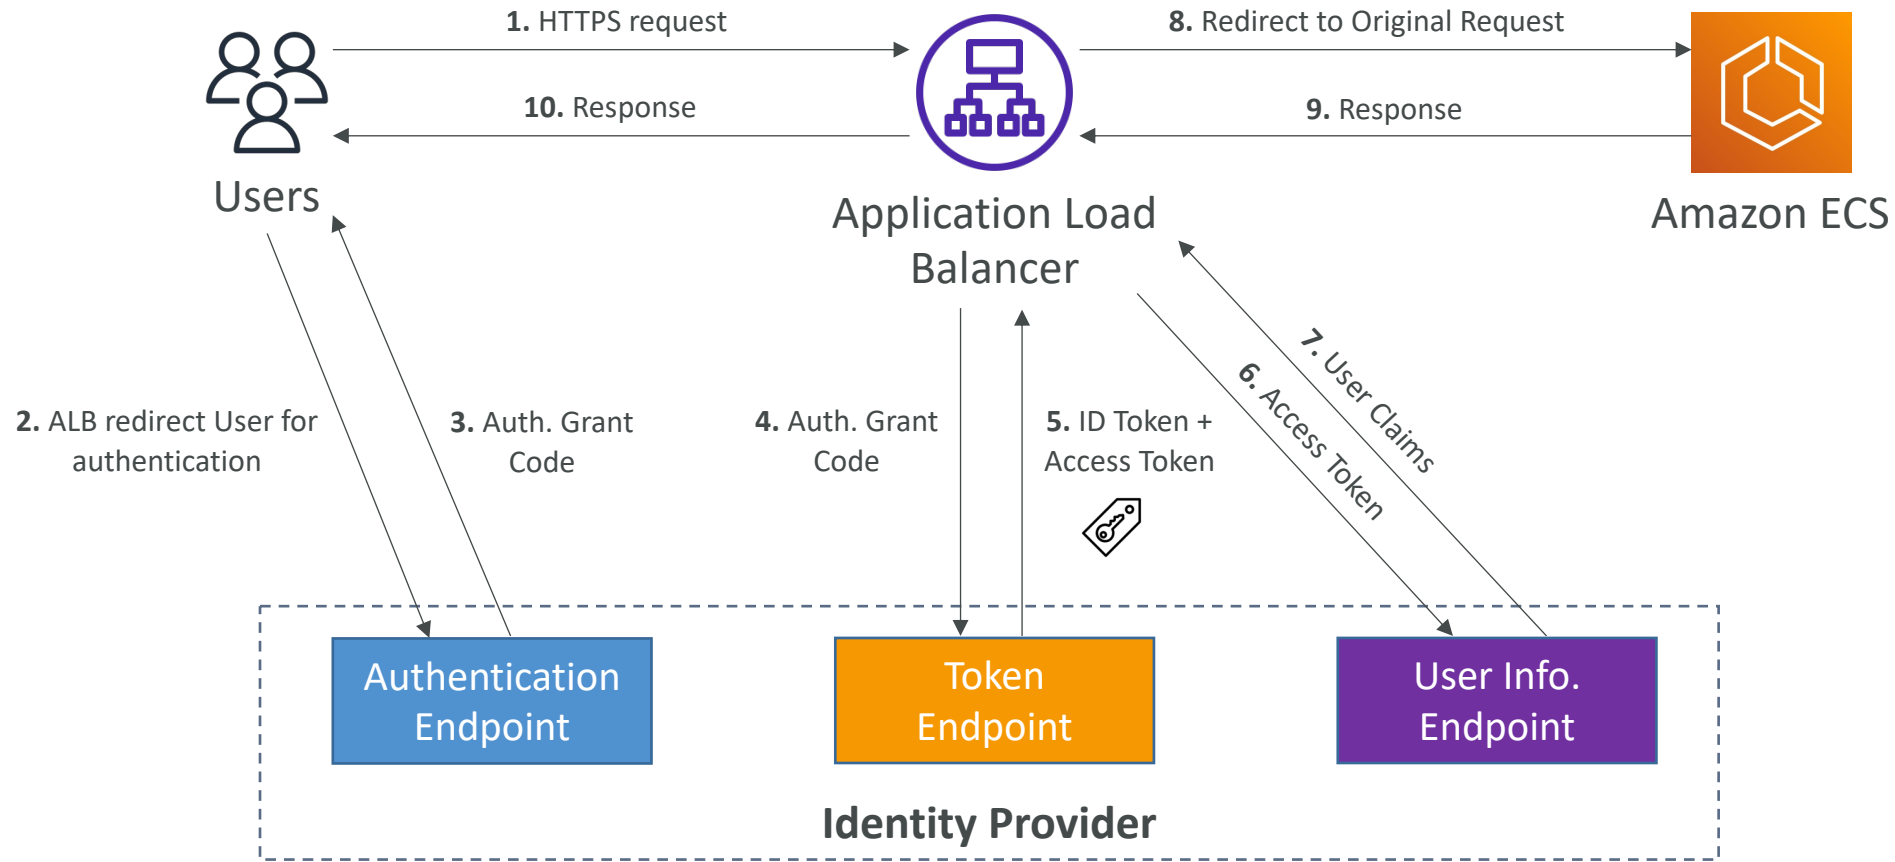 1. HTTPS request
8. Redirect to Original Request
10. Response
9. Response
Users
Application Load
Balancer
Amazon ECS
2. ALB redirect User for
authentication
3. Auth. Grant
Code
4. Auth. Grant
Code
5. ID Token +
Access Token
6. Access Token
7. User Claims
Authentication
Endpoint
Token
Endpoint
User Info.
Endpoint
Identity Provider